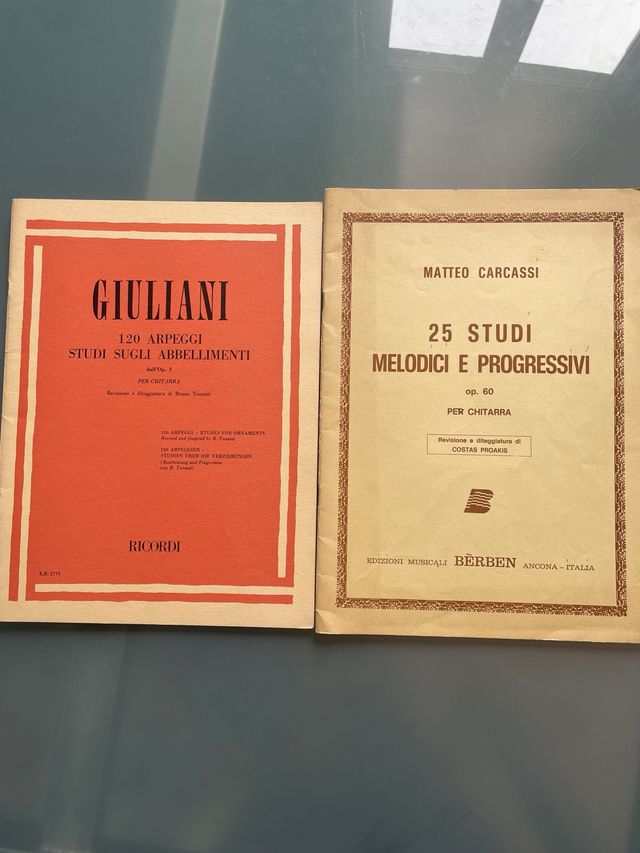 GIULIANI
120 ARPEGGI
STUDI SUGLI ABBELLIMENTI
dall'Op. 1
PER CHITARRA
Revisione e diteggiatura di Bruno Tonazzi
120 ARPEGGI - ETUDES FOR ORNAMENTS
Revised and fingered by B. Tonazzi
120 ARPEGGIEN -
STUDIEN ÜBER DIE VERZIERUNGEN
(Bearbeitung und Fingersätze
von B. Tonazzi)
RICORDI
E.R. 2779
MATTEO CARCASSI
25 STUDI
MELODICI E PROGRESSIVI
op. 60
PER CHITARRA
Revisione e diteggiatura di
COSTAS PROAKIS
B
EDIZIONI MUSICALI BÈRBEN ANCONA - ITALIA